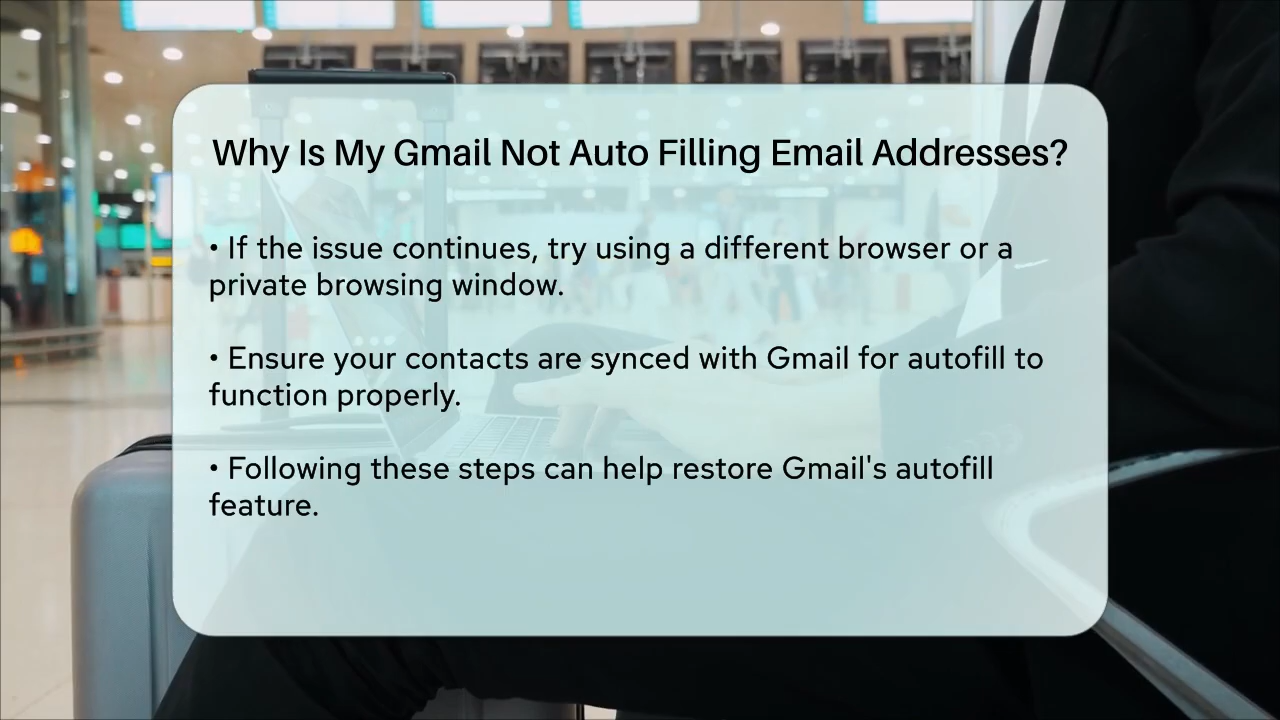 Why Is My Gmail Not Auto Filling Email Addresses?
• If the issue continues, try using a different browser or a
private browsing window.
• Ensure your contacts are synced with Gmail for autofill to
function properly.
• Following these steps can help restore Gmail's autofill
feature.